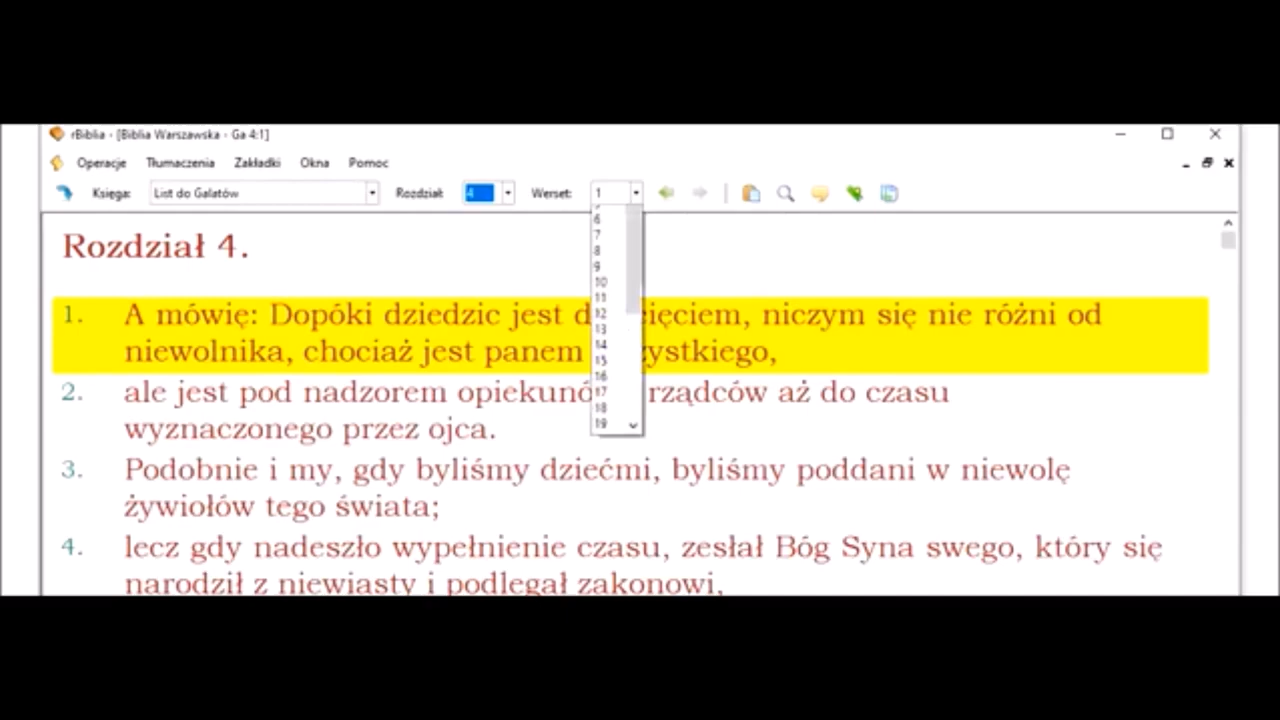 rBiblia - [Biblia Warszawska - Ga 4:1]
Operacje Tłumaczenia Zakładki Okna Pomoc
Księga: List do Galatów Rozdział: 4 Werset: 1
6
7
8
9
10
11
12
13
14
15
16
17
18
19
Rozdział 4.
1. A mówię: Dopóki dziedzic jest d ięciem, niczym się nie różni od
niewolnika, chociaż jest panem ystkiego,
2. ale jest pod nadzorem opiekunó rządców aż do czasu
wyznaczonego przez ojca.
3. Podobnie i my, gdy byliśmy dziećmi, byliśmy poddani w niewolę
żywiołów tego świata;
4. lecz gdy nadeszło wypełnienie czasu, zesłał Bóg Syna swego, który się
narodził z niewiasty i podlegał zakonowi,